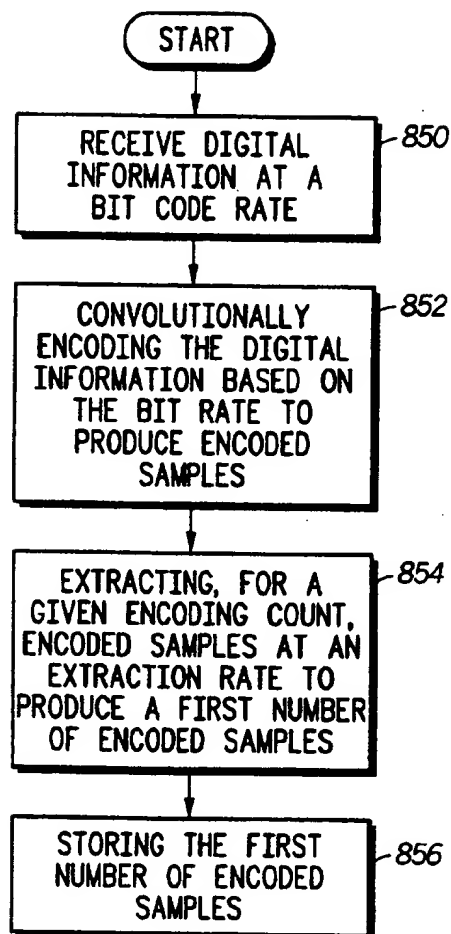 START
RECEIVE DIGITAL
INFORMATION AT A
BIT CODE RATE
850
CONVOLUTIONALLY
ENCODING THE DIGITAL
INFORMATION BASED ON
THE BIT RATE TO
PRODUCE ENCODED
SAMPLES
852
EXTRACTING, FOR A
GIVEN ENCODING COUNT,
ENCODED SAMPLES AT AN
EXTRACTION RATE TO
PRODUCE A FIRST NUMBER
OF ENCODED SAMPLES
854
STORING THE FIRST
NUMBER OF ENCODED
SAMPLES
856